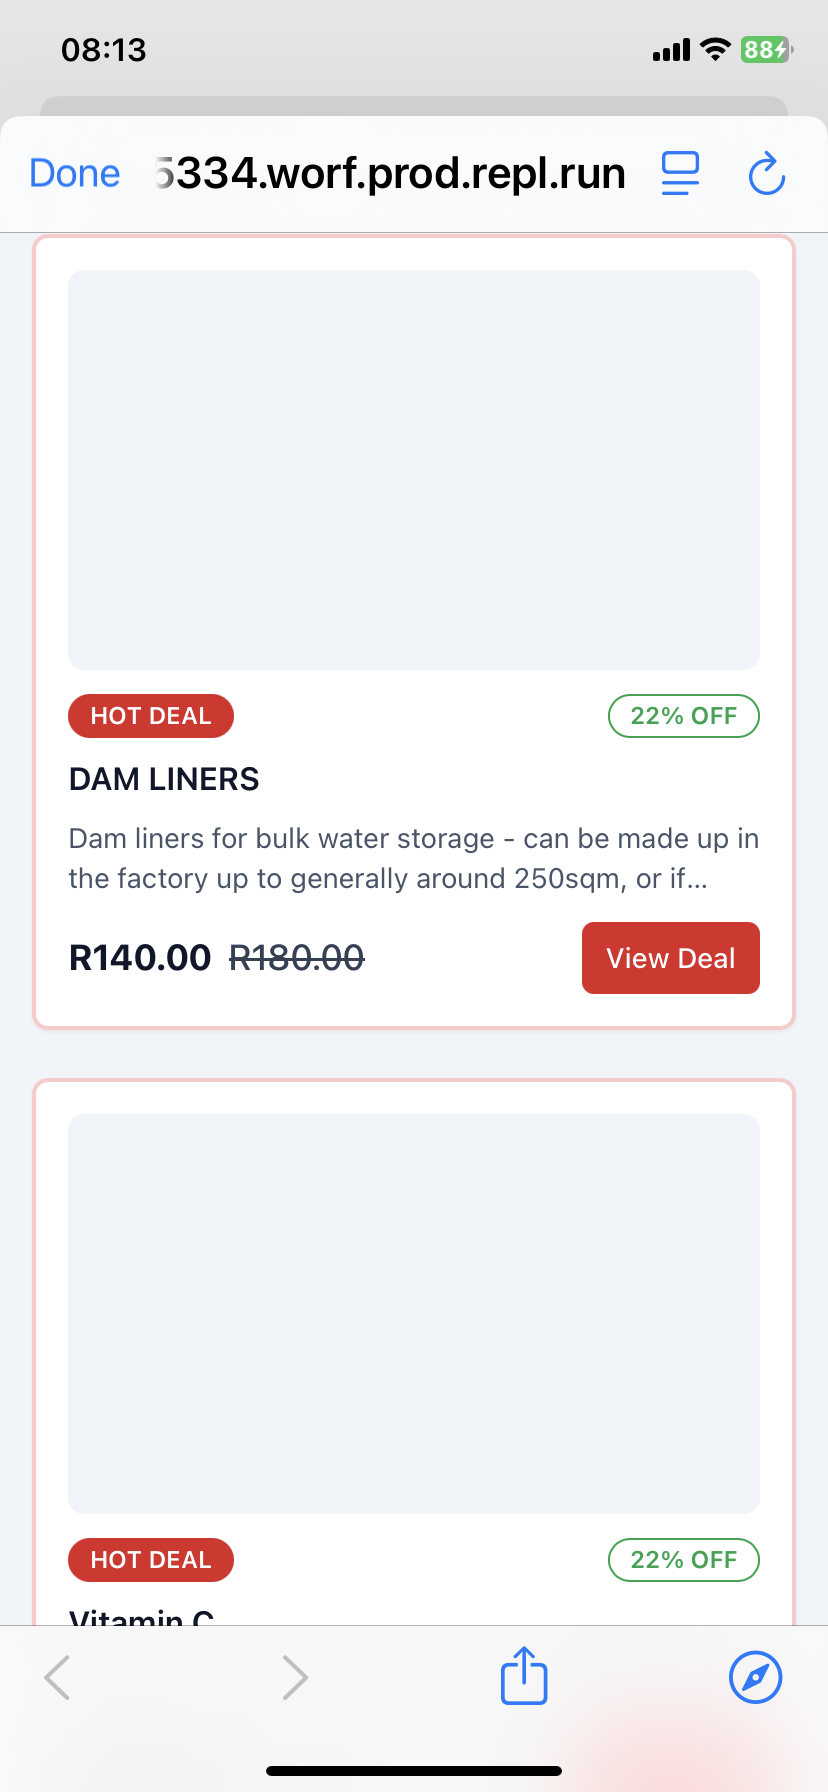 08:13
88
Done
5334.worf.prod.repl.run
HOT DEAL
22% OFF
DAM LINERS
Dam liners for bulk water storage - can be made up in
the factory up to generally around 250sqm, or if...
R140.00 R180.00
View Deal
HOT DEAL
22% OFF
Vitamin C